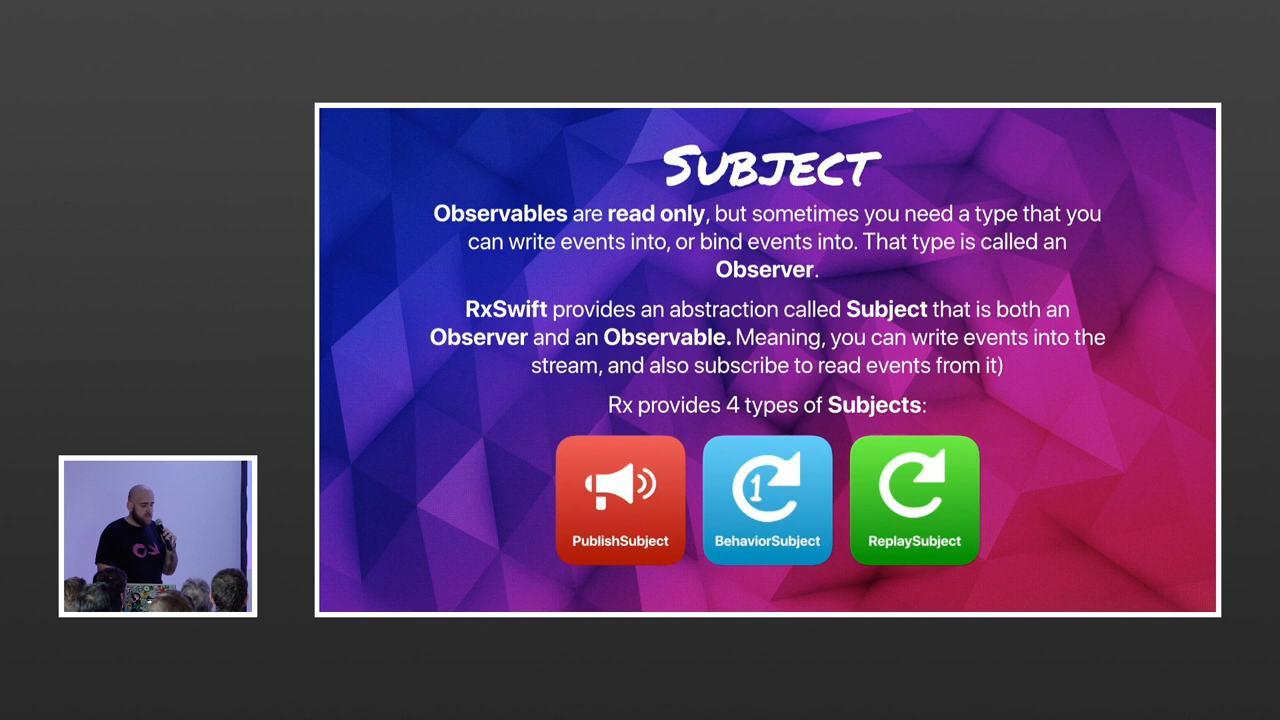 SUBJECT
Observables are read only, but sometimes you need a type that you
can write events into, or bind events into. That type is called an
Observer.
RxSwift provides an abstraction called Subject that is both an
Observer and an Observable. Meaning, you can write events into the
stream, and also subscribe to read events from it)
Rx provides 4 types of Subjects:
PublishSubject
1
BehaviorSubject
ReplaySubject